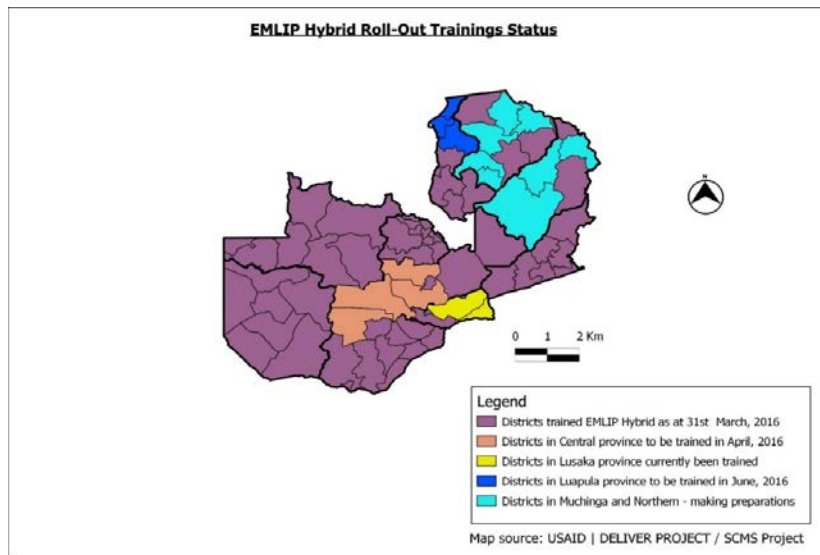 EMLIP Hybrid Roll-Out Trainings Status
N
0 1 2 Km
Legend
Districts trained EMLIP Hybrid as at 31st March, 2016
Districts in Central province to be trained in April, 2016
Districts in Lusaka province currently been trained
Districts in Luapula province to be trained in June, 2016
Districts in Muchinga and Northern - making preparations
Map source: USAID | DELIVER PROJECT / SCMS Project